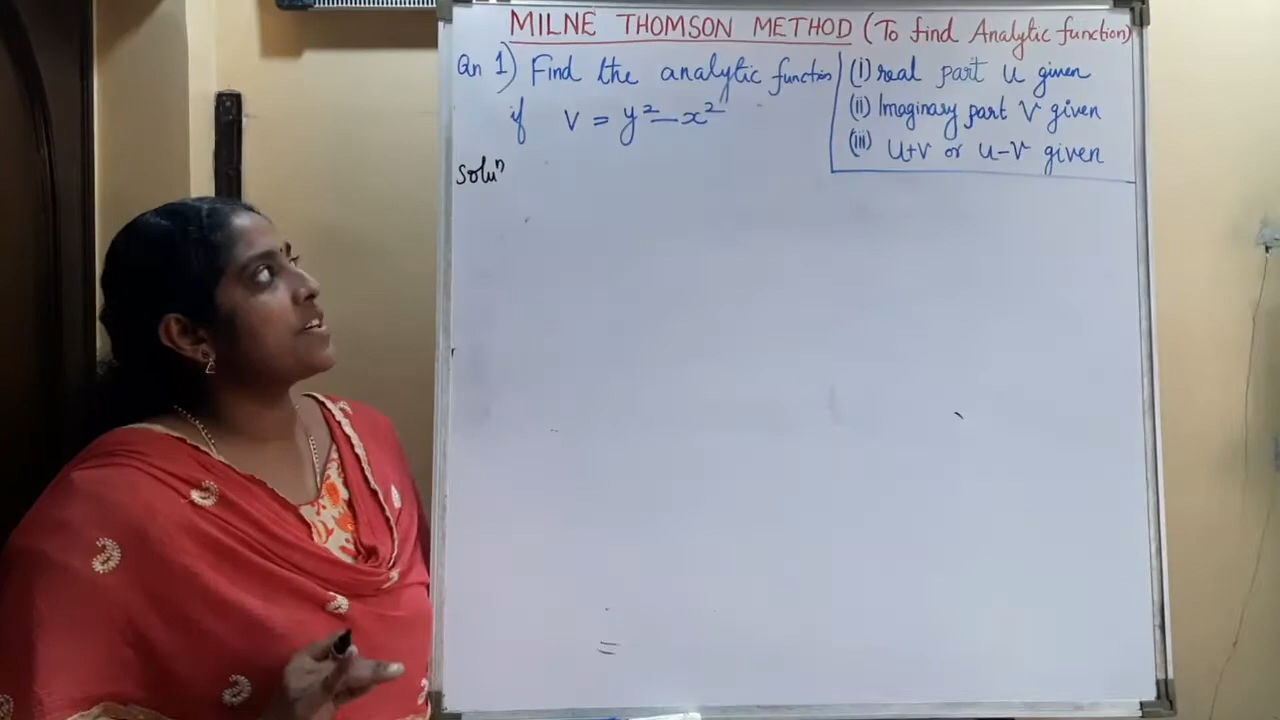 MILNE THOMSON METHOD (To find Analytic function)
Qn 1) Find the analytic function
if v = y² - x²
(i) real part u given
(ii) Imaginary part V given
(iii) u+v or u-v given
Soluⁿ